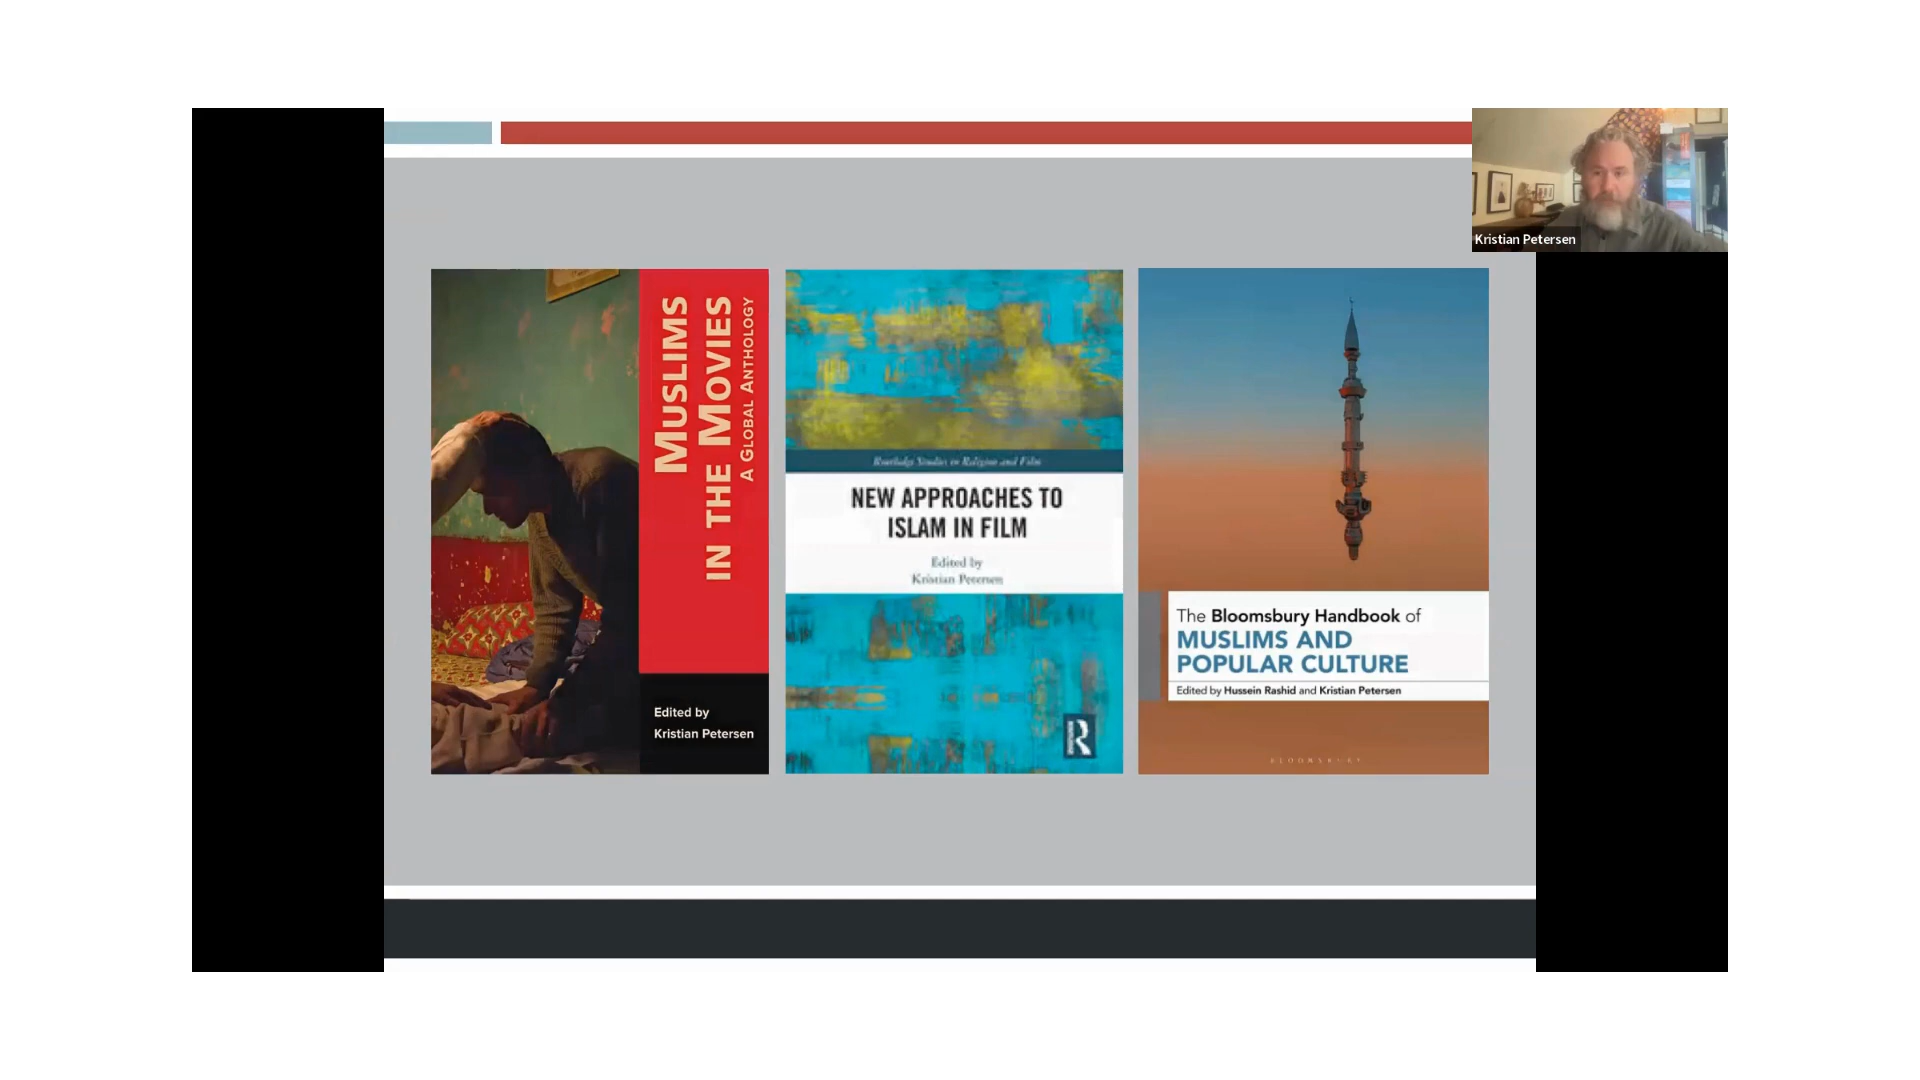 Kristian Petersen
MUSLIMS
IN THE MOVIES
A GLOBAL ANTHOLOGY
Edited by
Kristian Petersen
Routledge Studies in Religion and Film
NEW APPROACHES TO
ISLAM IN FILM
Edited by
Kristian Petersen
R
The Bloomsbury Handbook of
MUSLIMS AND
POPULAR CULTURE
Edited by Hussein Rashid and Kristian Petersen
BLOOMSBURY